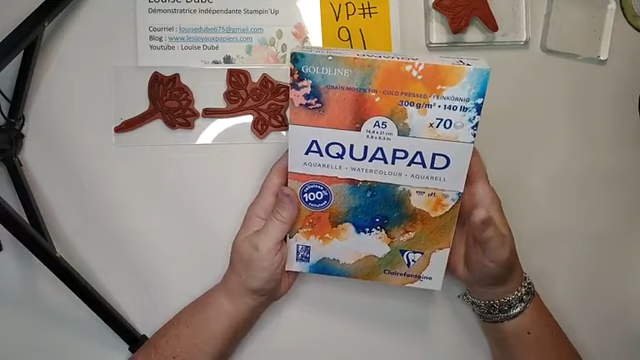 Louise Dubé
Démonstratrice indépendante Stampin'Up
Courriel : louisedube675@gmail.com
Blog : www.lesjoyauxpapiers.com
Youtube : Louise Dubé
VP#
91
GOLDLINE
GRAIN MOYEN FIN · COLD PRESSED · FEINKÖRNIG
300 g/m² · 140 lb.
x70
A5
14,8 x 21 cm
5.8 x 8.3 in
AQUAPAD
AQUARELLE · WATERCOLOUR · AQUARELL
100%
Clairefontaine